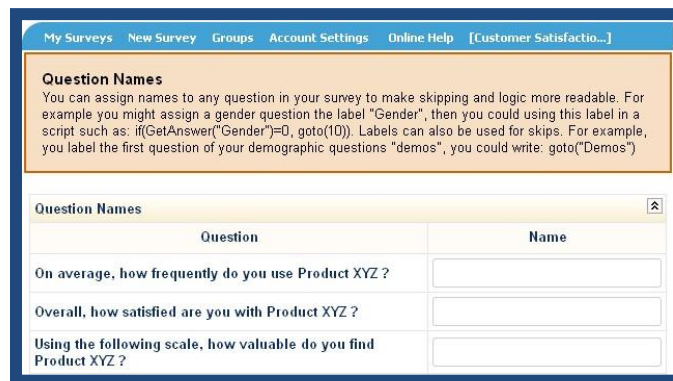 My Surveys New Survey Groups Account Settings Online Help [Customer Satisfactio...]
Question Names
You can assign names to any question in your survey to make skipping and logic more readable. For
example you might assign a gender question the label "Gender", then you could using this label in a
script such as: if(GetAnswer("Gender")=0, goto(10)). Labels can also be used for skips. For example,
you label the first question of your demographic questions "demos", you could write: goto("Demos")
Question Names
Question Name
On average, how frequently do you use Product XYZ ?
Overall, how satisfied are you with Product XYZ ?
Using the following scale, how valuable do you find
Product XYZ ?